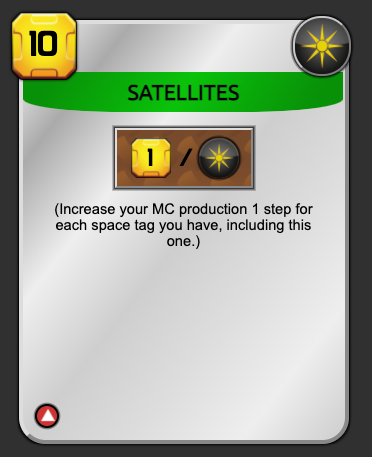 10
SATELLITES
1 /
(Increase your MC production 1 step for
each space tag you have, including this
one.)